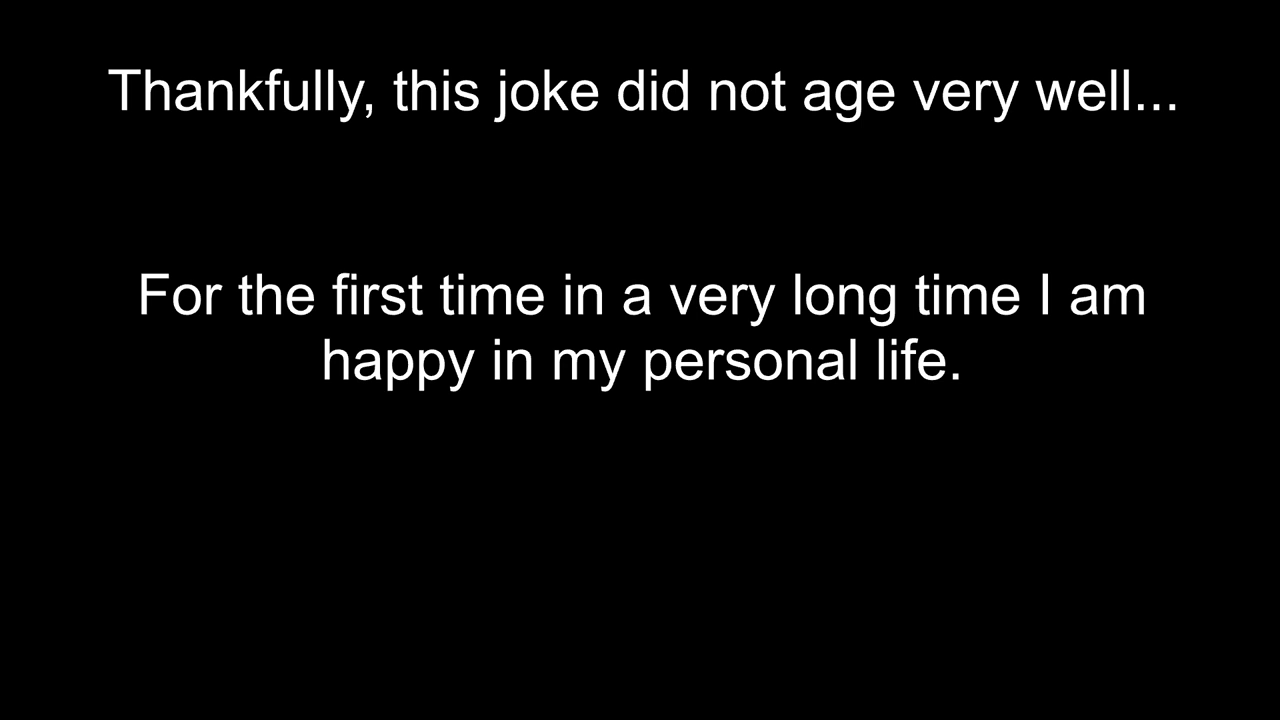 Thankfully, this joke did not age very well...
For the first time in a very long time I am
happy in my personal life.